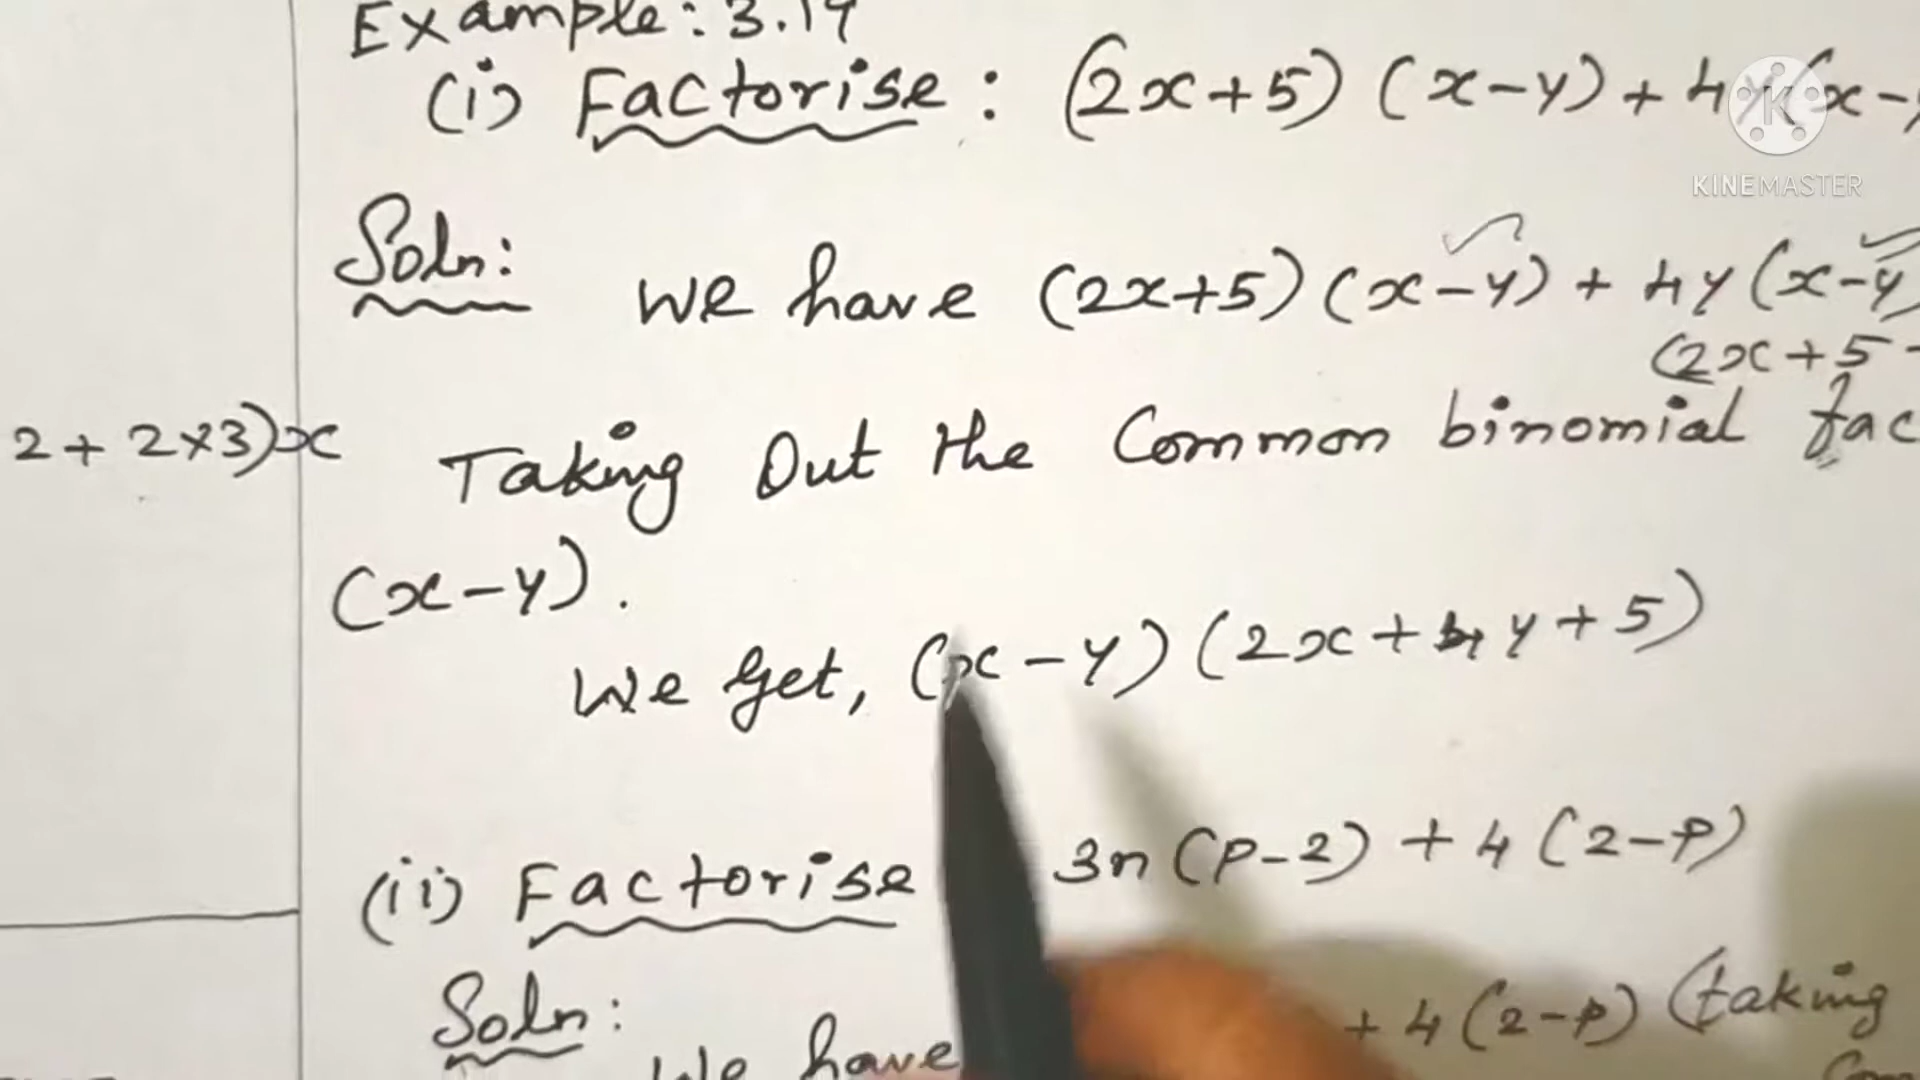 Example: 3.19
(i) Factorise: (2x+5) (x-y) + 4y(x-y
KINEMASTER
Soln:
We have (2x+5) (x-y) + 4y (x-y)
(2x+5
2 + 2×3)x
Taking Out the Common binomial fac
(x-y).
We get, (x-y) (2x+4y+5)
(ii) Factorise 3n (p-2) + 4 (2-p)
Soln:
We have + 4 (2-p) (taking
Com